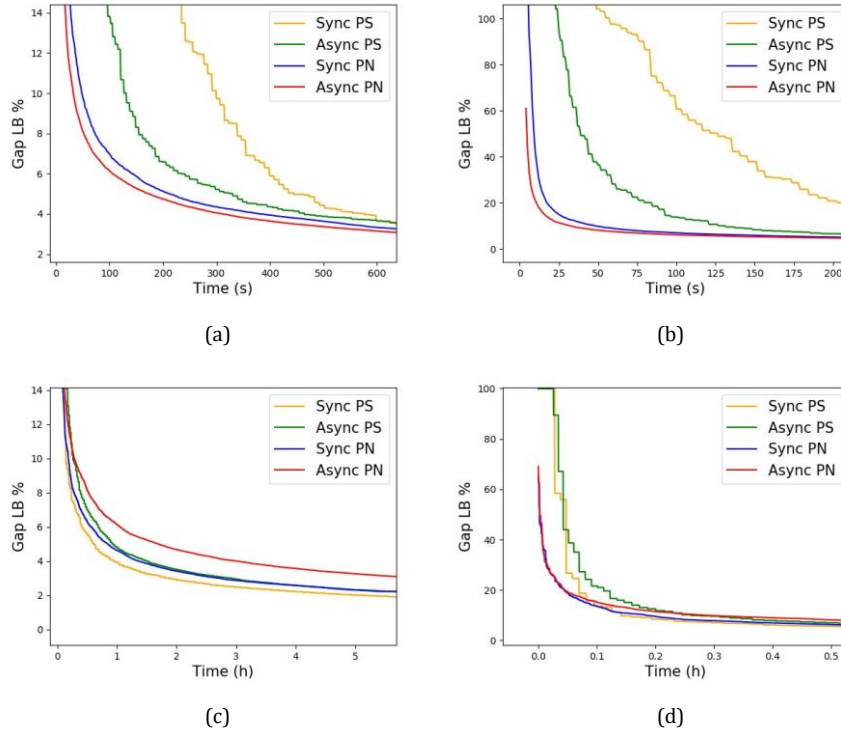 14
12
10
8
6
4
2
Gap LB %
0 100 200 300 400 500 600
Time (s)
Sync PS
Async PS
Sync PN
Async PN
(a)
100
80
60
40
20
0
Gap LB %
0 25 50 75 100 125 150 175 200
Time (s)
Sync PS
Async PS
Sync PN
Async PN
(b)
14
12
10
8
6
4
2
0
Gap LB %
0 1 2 3 4 5
Time (h)
Sync PS
Async PS
Sync PN
Async PN
(c)
100
80
60
40
20
0
Gap LB %
0.0 0.1 0.2 0.3 0.4 0.5
Time (h)
Sync PS
Async PS
Sync PN
Async PN
(d)